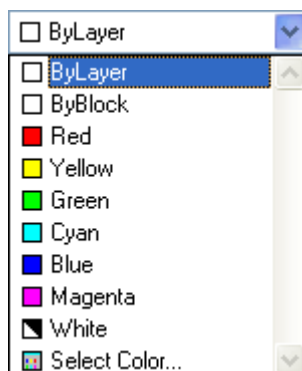 ByLayer
ByLayer
ByBlock
Red
Yellow
Green
Cyan
Blue
Magenta
White
Select Color...